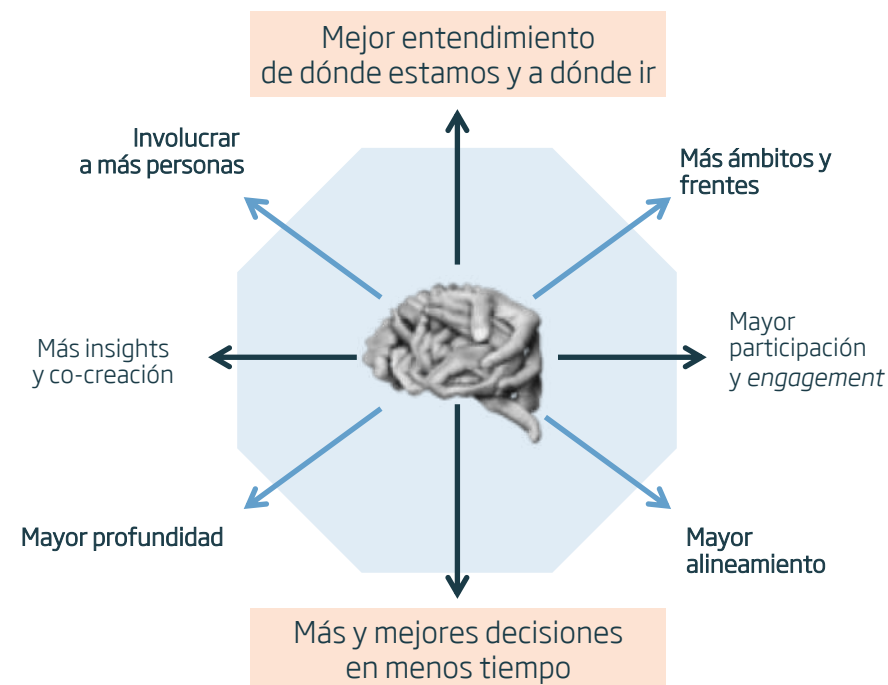 Mejor entendimiento
de dónde estamos y a dónde ir
Involucrar
a más personas
Más ámbitos y
frentes
Más insights
y co-creación
Mayor
participación
y engagement
Mayor profundidad
Mayor
alineamiento
Más y mejores decisiones
en menos tiempo